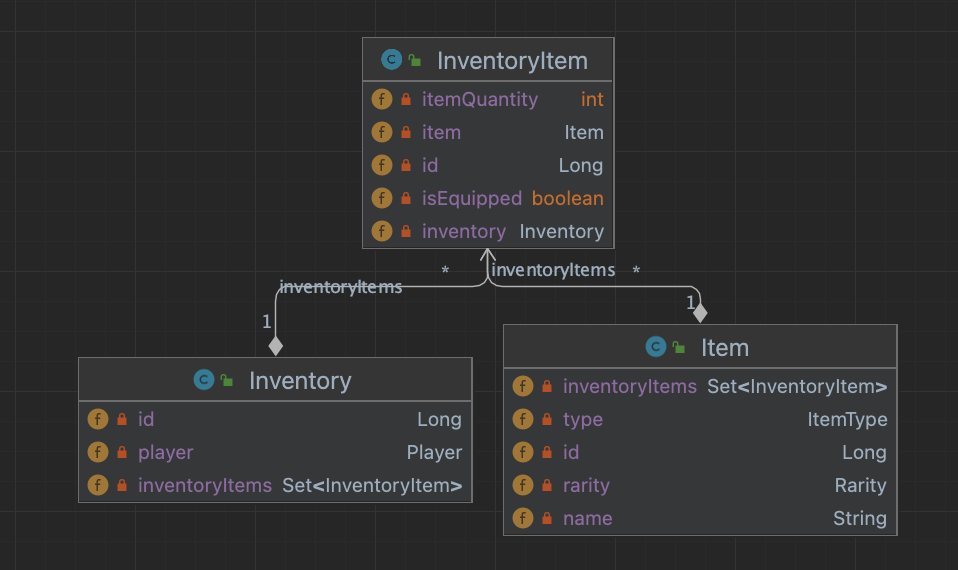 InventoryItem
itemQuantity int
item Item
id Long
isEquipped boolean
inventory Inventory
* inventoryItems *
inventoryItems
1
1
Inventory
id Long
player Player
inventoryItems Set<InventoryItem>
Item
inventoryItems Set<InventoryItem>
type ItemType
id Long
rarity Rarity
name String